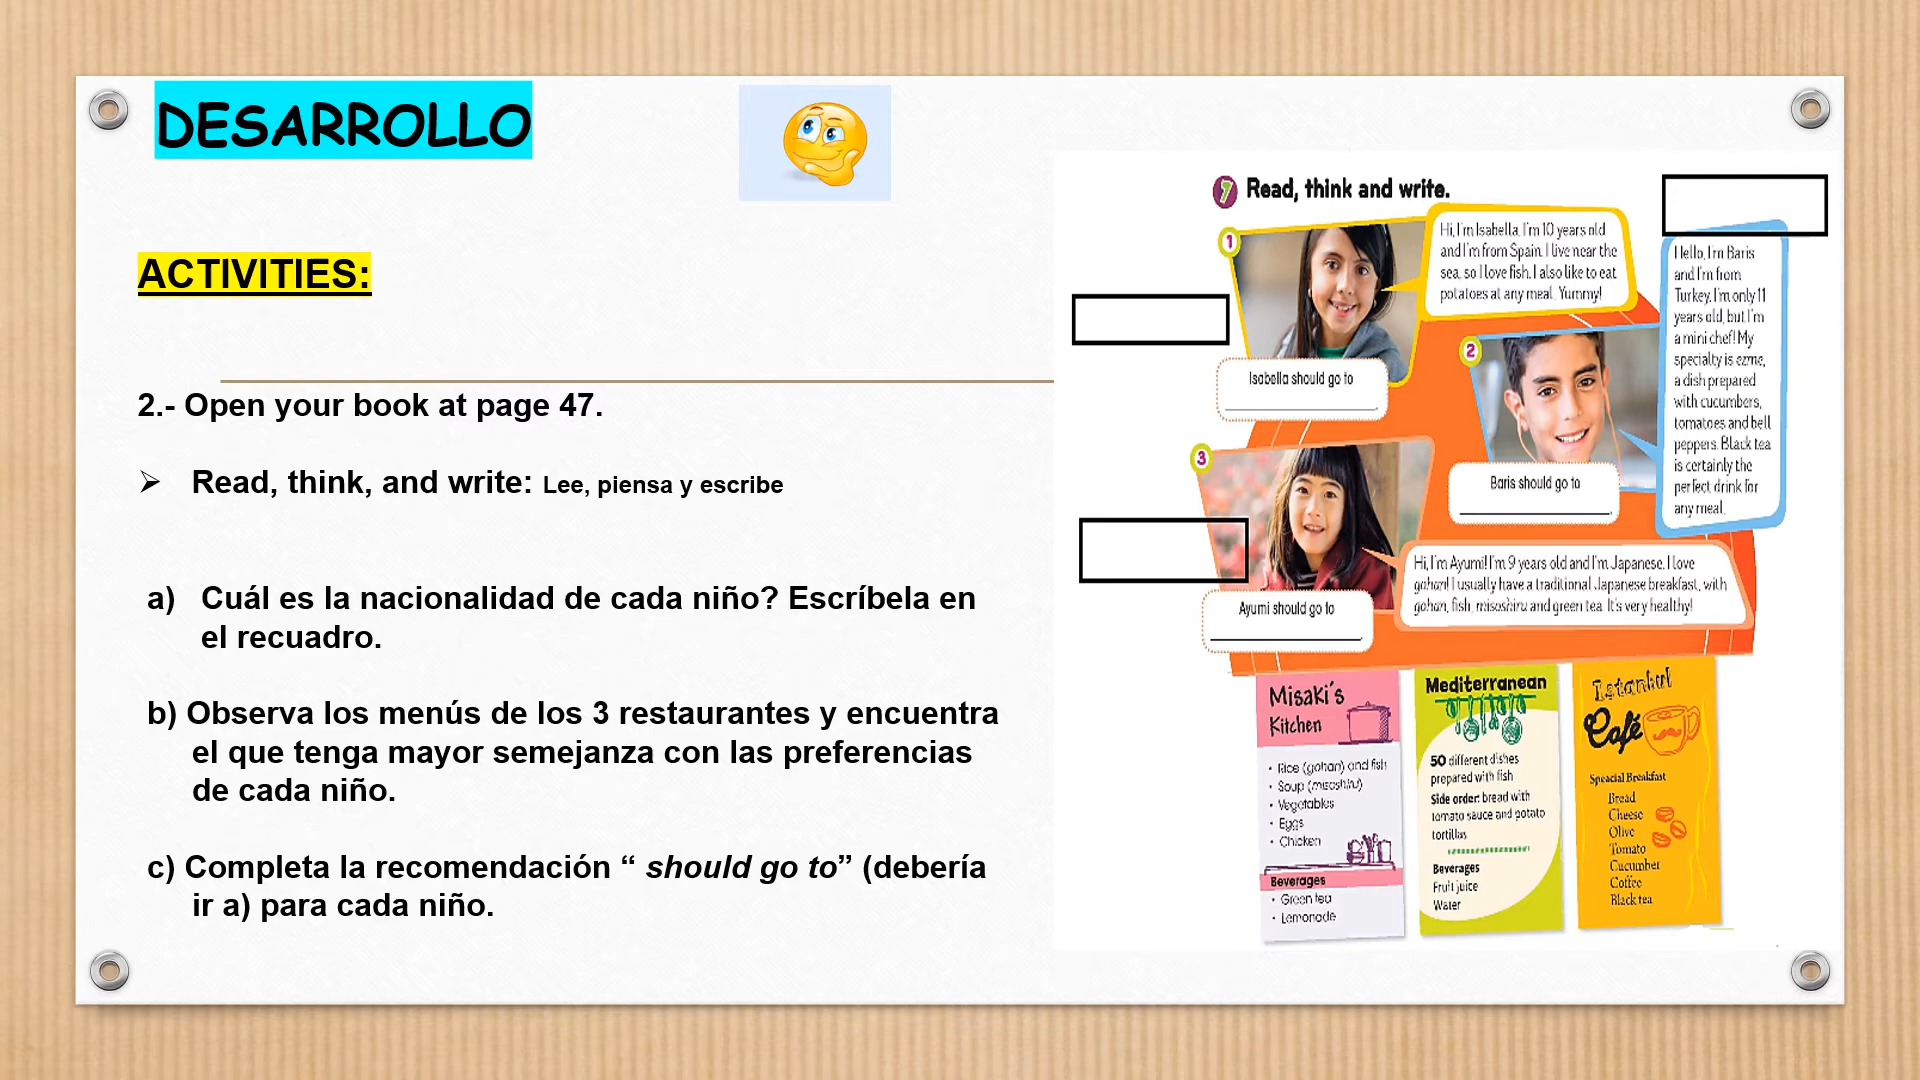 DESARROLLO
ACTIVITIES:
2.- Open your book at page 47.
➢ Read, think, and write: Lee, piensa y escribe
a) Cuál es la nacionalidad de cada niño? Escríbela en
el recuadro.
b) Observa los menús de los 3 restaurantes y encuentra
el que tenga mayor semejanza con las preferencias
de cada niño.
c) Completa la recomendación “ should go to” (debería
ir a) para cada niño.
7 Read, think and write.
1
Hi, I'm Isabella. I'm 10 years old
and I'm from Spain. I live near the
sea, so I love fish. I also like to eat
potatoes at any meal. Yummy!
Isabella should go to
2
Hello, I'm Baris
and I'm from
Turkey. I'm only 11
years old, but I'm
a mini chef! My
specialty is ezme,
a dish prepared
with cucumbers,
tomatoes and bell
peppers. Black tea
is certainly the
perfect drink for
any meal.
Baris should go to
3
Hi, I'm Ayumi! I'm 9 years old and I'm Japanese. I love
gohan! I usually have a traditional Japanese breakfast, with
gohan, fish, misoshiru and green tea. It's very healthy!
Ayumi should go to
Misaki's
Kitchen
• Rice (gohan) and fish
• Soup (misoshiru)
• Vegetables
• Eggs
• Chicken
Beverages
• Green tea
• Lemonade
Mediterranean
50 different dishes
prepared with fish
Side order: bread with
tomato sauce and potato
tortillas
Beverages
Fruit juice
Water
Istanbul
Café
Speacial Breakfast
Bread
Cheese
Olive
Tomato
Cucumber
Coffee
Black tea